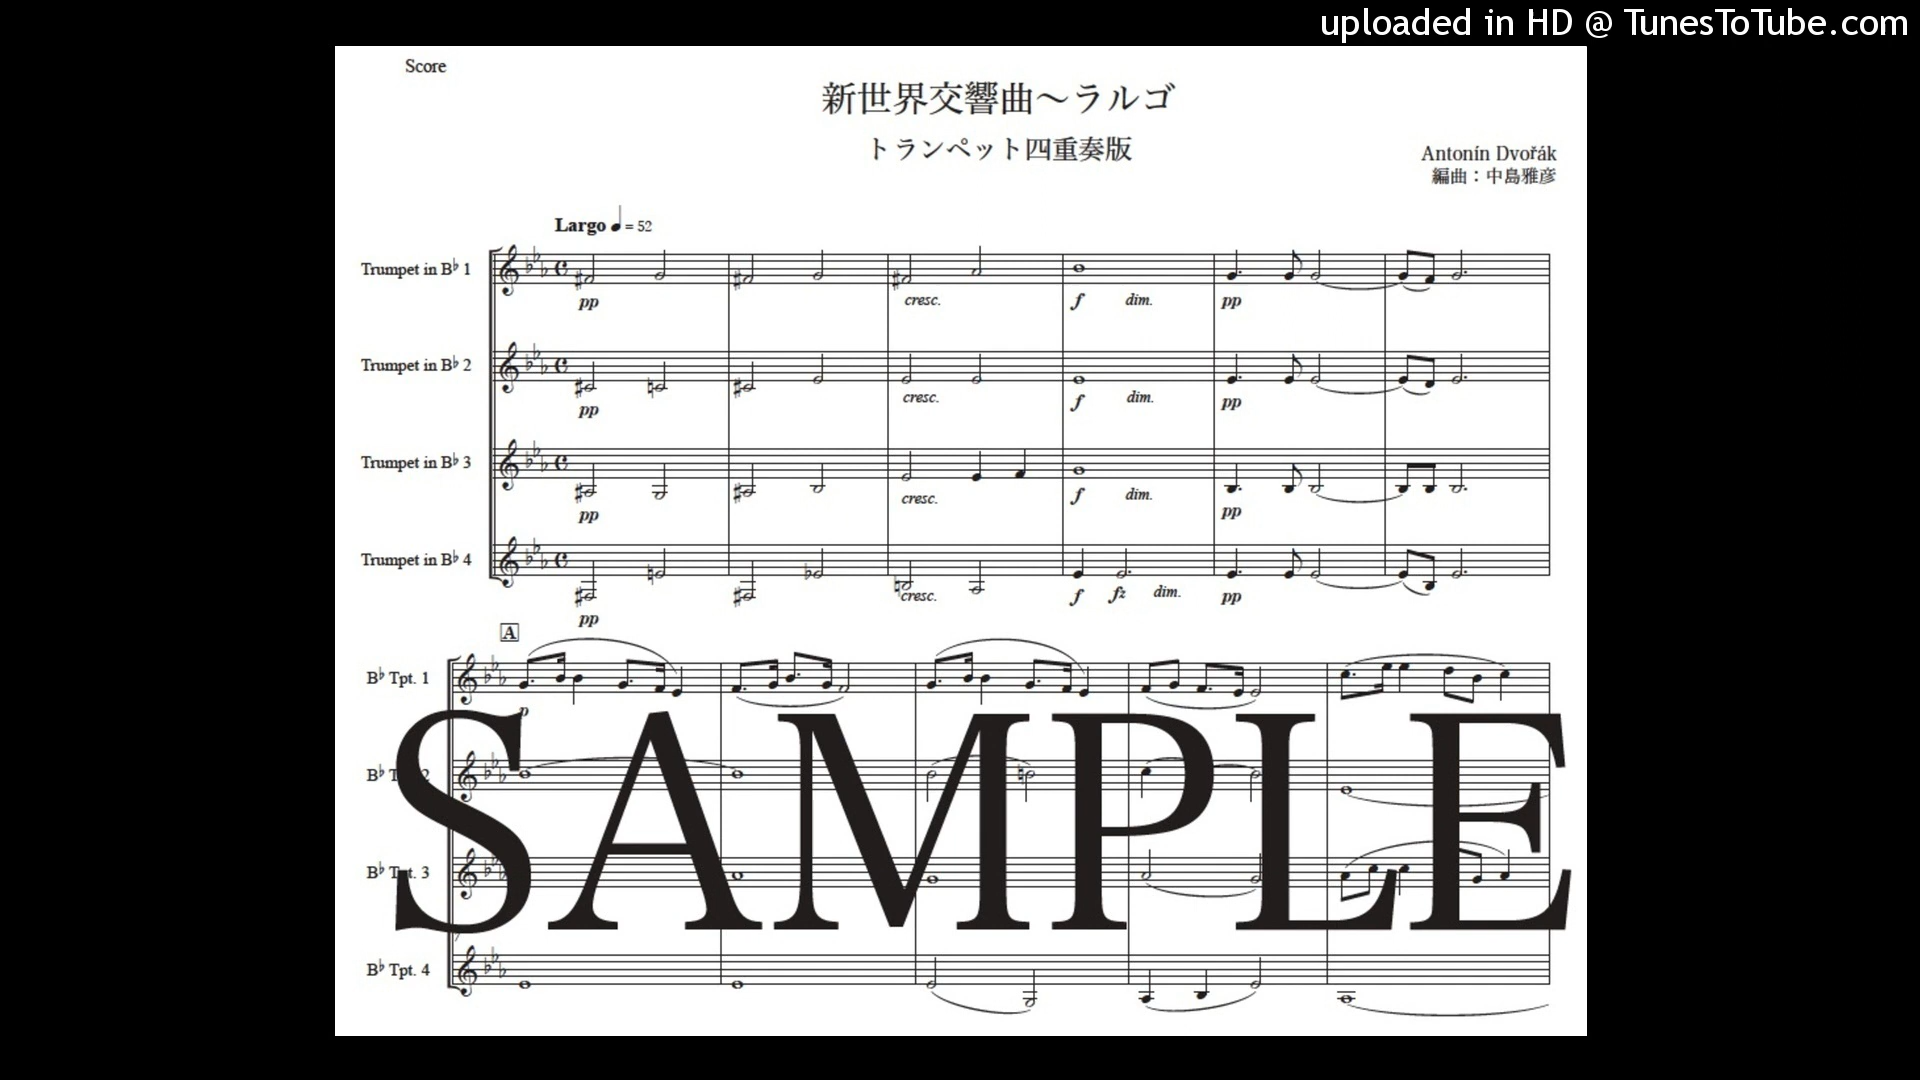 uploaded in HD @ TunesToTube.com
Score
新世界交響曲～ラルゴ
トランペット四重奏版
Antonín Dvořák
編曲：中島雅彦
Largo ♩= 52
Trumpet in B♭ 1
pp cresc. f dim. pp
Trumpet in B♭ 2
pp cresc. f dim. pp
Trumpet in B♭ 3
pp cresc. f dim. pp
Trumpet in B♭ 4
pp cresc. f fz dim. pp
A
B♭ Tpt. 1
p
B♭ Tpt. 2
B♭ Tpt. 3
B♭ Tpt. 4
SAMPLE